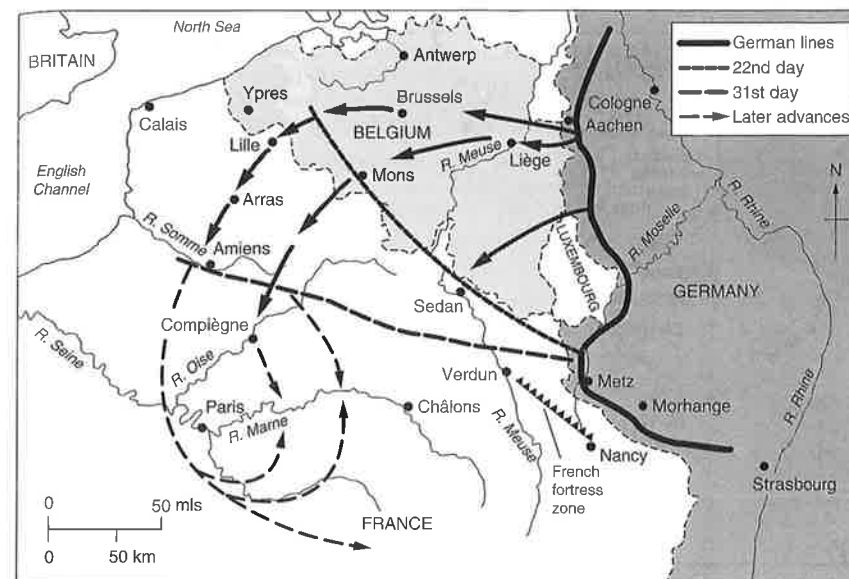 North Sea
BRITAIN
Antwerp
Ypres
Brussels
Cologne
Calais
BELGIUM
Aachen
Lille
R. Meuse
Liège
English
Channel
Mons
Arras
R. Somme
Amiens
LUXEMBOURG
R. Moselle
R. Rhine
N
Sedan
GERMANY
Compiègne
R. Seine
R. Oise
Verdun
Metz
Paris
R. Marne
Châlons
Morhange
R. Meuse
R. Rhine
Nancy
French
fortress
zone
Strasbourg
FRANCE
0
50 mls
0
50 km
German lines
22nd day
31st day
Later advances